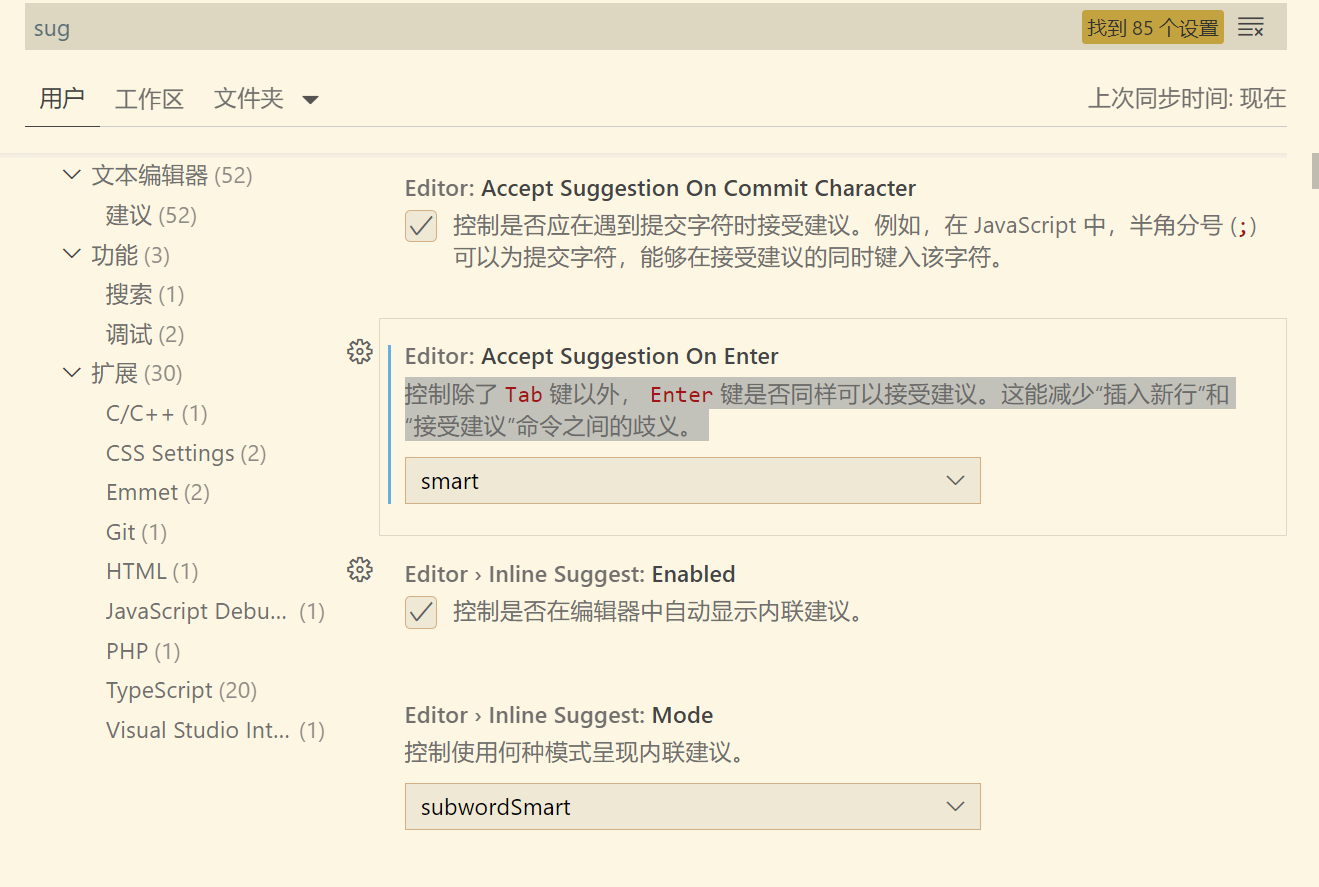 sug
找到 85 个设置
用户 工作区 文件夹
上次同步时间: 现在
文本编辑器 (52)
建议 (52)
功能 (3)
搜索 (1)
调试 (2)
扩展 (30)
C/C++ (1)
CSS Settings (2)
Emmet (2)
Git (1)
HTML (1)
JavaScript Debu... (1)
PHP (1)
TypeScript (20)
Visual Studio Int... (1)
Editor: Accept Suggestion On Commit Character
控制是否应在遇到提交字符时接受建议。例如，在 JavaScript 中，半角分号 (;)
可以为提交字符，能够在接受建议的同时键入该字符。
Editor: Accept Suggestion On Enter
控制除了 Tab 键以外， Enter 键是否同样可以接受建议。这能减少“插入新行”和
“接受建议”命令之间的歧义。
smart
Editor › Inline Suggest: Enabled
控制是否在编辑器中自动显示内联建议。
Editor › Inline Suggest: Mode
控制使用何种模式呈现内联建议。
subwordSmart